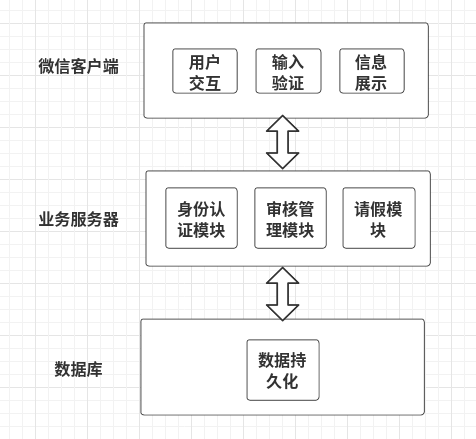 微信客户端
用户
交互
输入
验证
信息
展示
业务服务器
身份认
证模块
审核管
理模块
请假模
块
数据库
数据持
久化